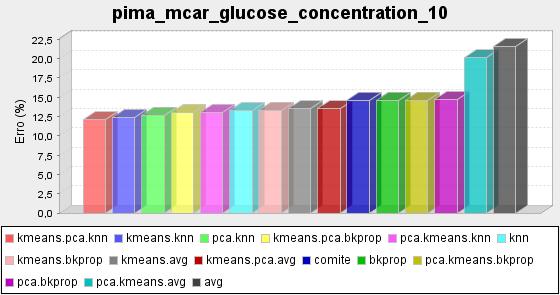 pima_mcar_glucose_concentration_10
Erro (%)
22,5
20,0
17,5
15,0
12,5
10,0
7,5
5,0
2,5
0,0
kmeans.pca.knn kmeans.knn pca.knn kmeans.pca.bkprop pca.kmeans.knn knn
kmeans.bkprop kmeans.avg kmeans.pca.avg comite bkprop pca.kmeans.bkprop
pca.bkprop pca.kmeans.avg avg